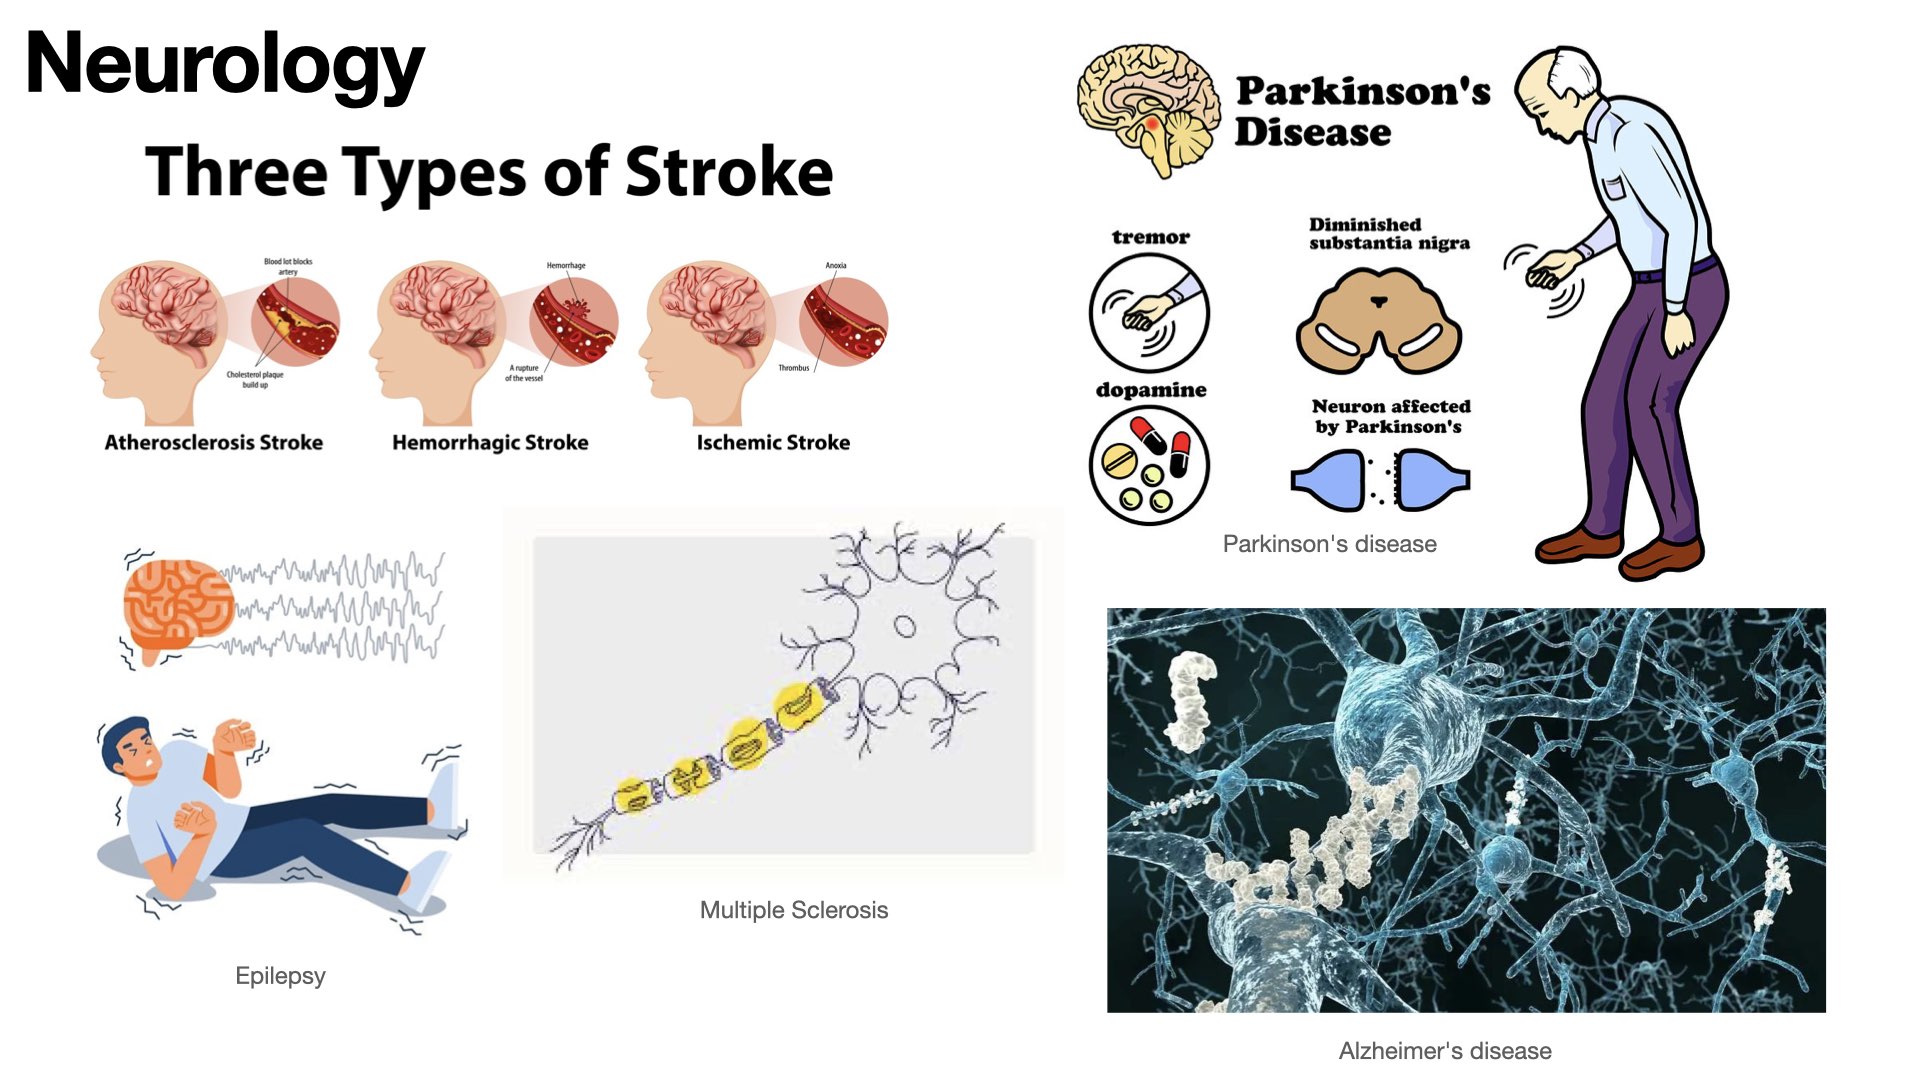 Neurology
Three Types of Stroke
Blood lot blocks
artery
Cholesterol plaque
build up
Atherosclerosis Stroke
Hemorrhage
A rupture
of the vessel
Hemorrhagic Stroke
Anoxia
Thrombus
Ischemic Stroke
Parkinson's
Disease
tremor
Diminished
substantia nigra
dopamine
Neuron affected
by Parkinson's
Parkinson's disease
Epilepsy
Multiple Sclerosis
Alzheimer's disease